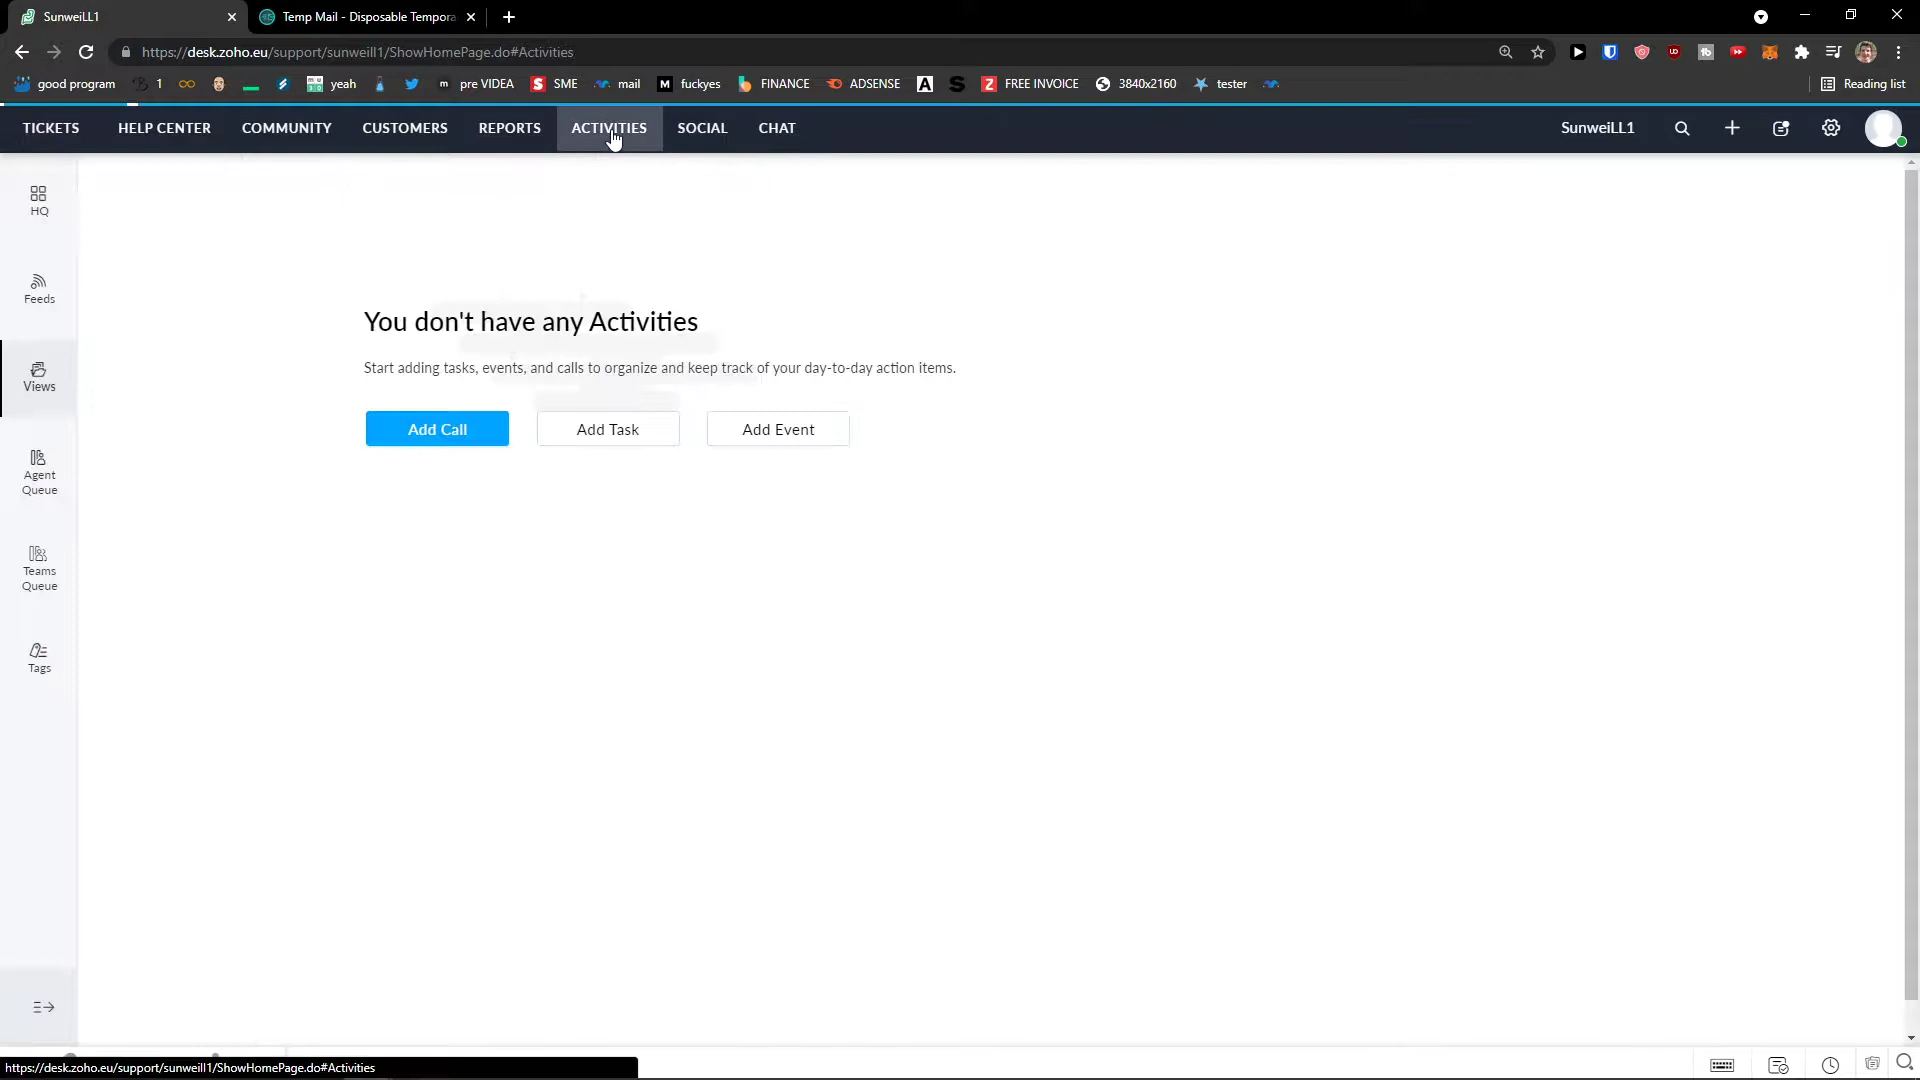 SunweiLL1
Temp Mail - Disposable Tempora
https://desk.zoho.eu/support/sunweill1/ShowHomePage.do#Activities
good program
1
yeah
pre VIDEA
SME
mail
fuckyes
FINANCE
ADSENSE
FREE INVOICE
3840x2160
tester
Reading list
TICKETS
HELP CENTER
COMMUNITY
CUSTOMERS
REPORTS
ACTIVITIES
SOCIAL
CHAT
SunweiLL1
HQ
Feeds
Views
Agent
Queue
Teams
Queue
Tags
You don't have any Activities
Start adding tasks, events, and calls to organize and keep track of your day-to-day action items.
Add Call
Add Task
Add Event
https://desk.zoho.eu/support/sunweill1/ShowHomePage.do#Activities